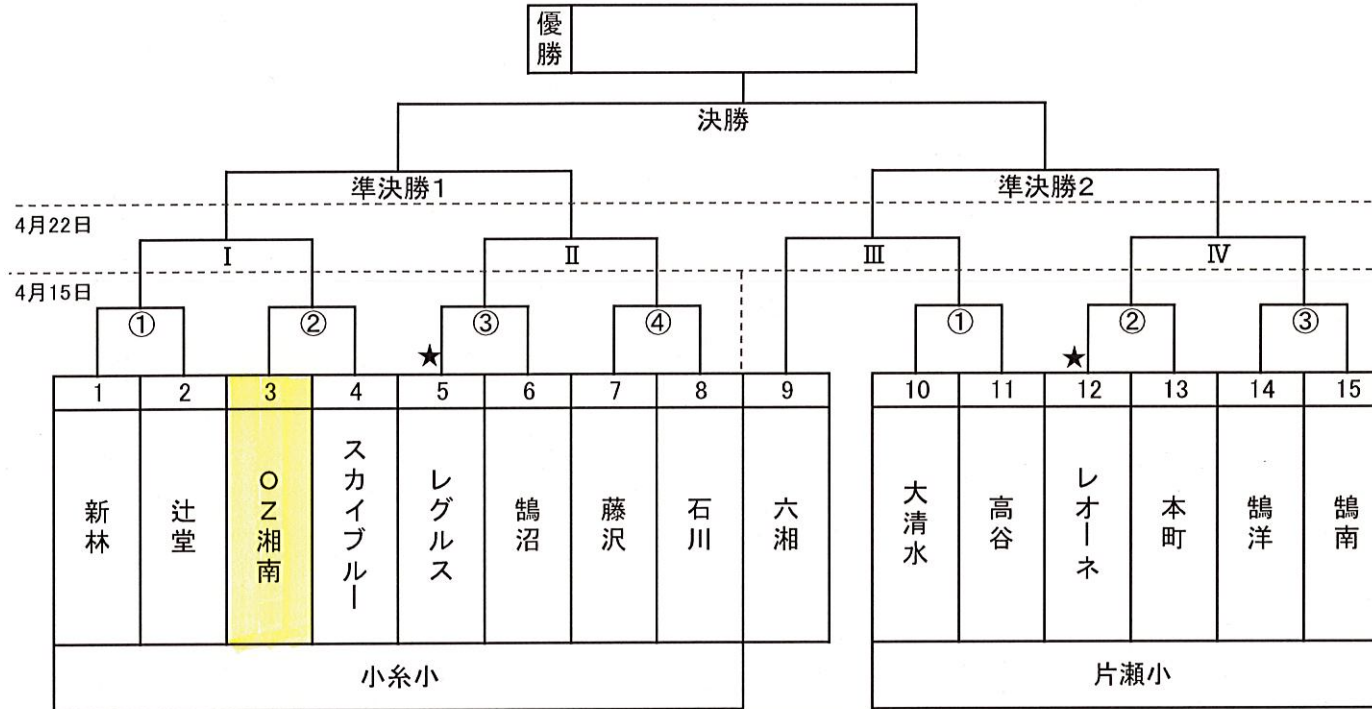 優勝
決勝
準決勝1
準決勝2
4月22日
Ⅰ
Ⅱ
Ⅲ
Ⅳ
4月15日
① ② ③ ④ ① ② ③
★ ★
1 2 3 4 5 6 7 8 9 10 11 12 13 14 15
新林
辻堂
OZ湘南
スカイブルー
レグルス
鵠沼
藤沢
石川
六湘
大清水
高谷
レオーネ
本町
鵠洋
鵠南
小糸小
片瀬小